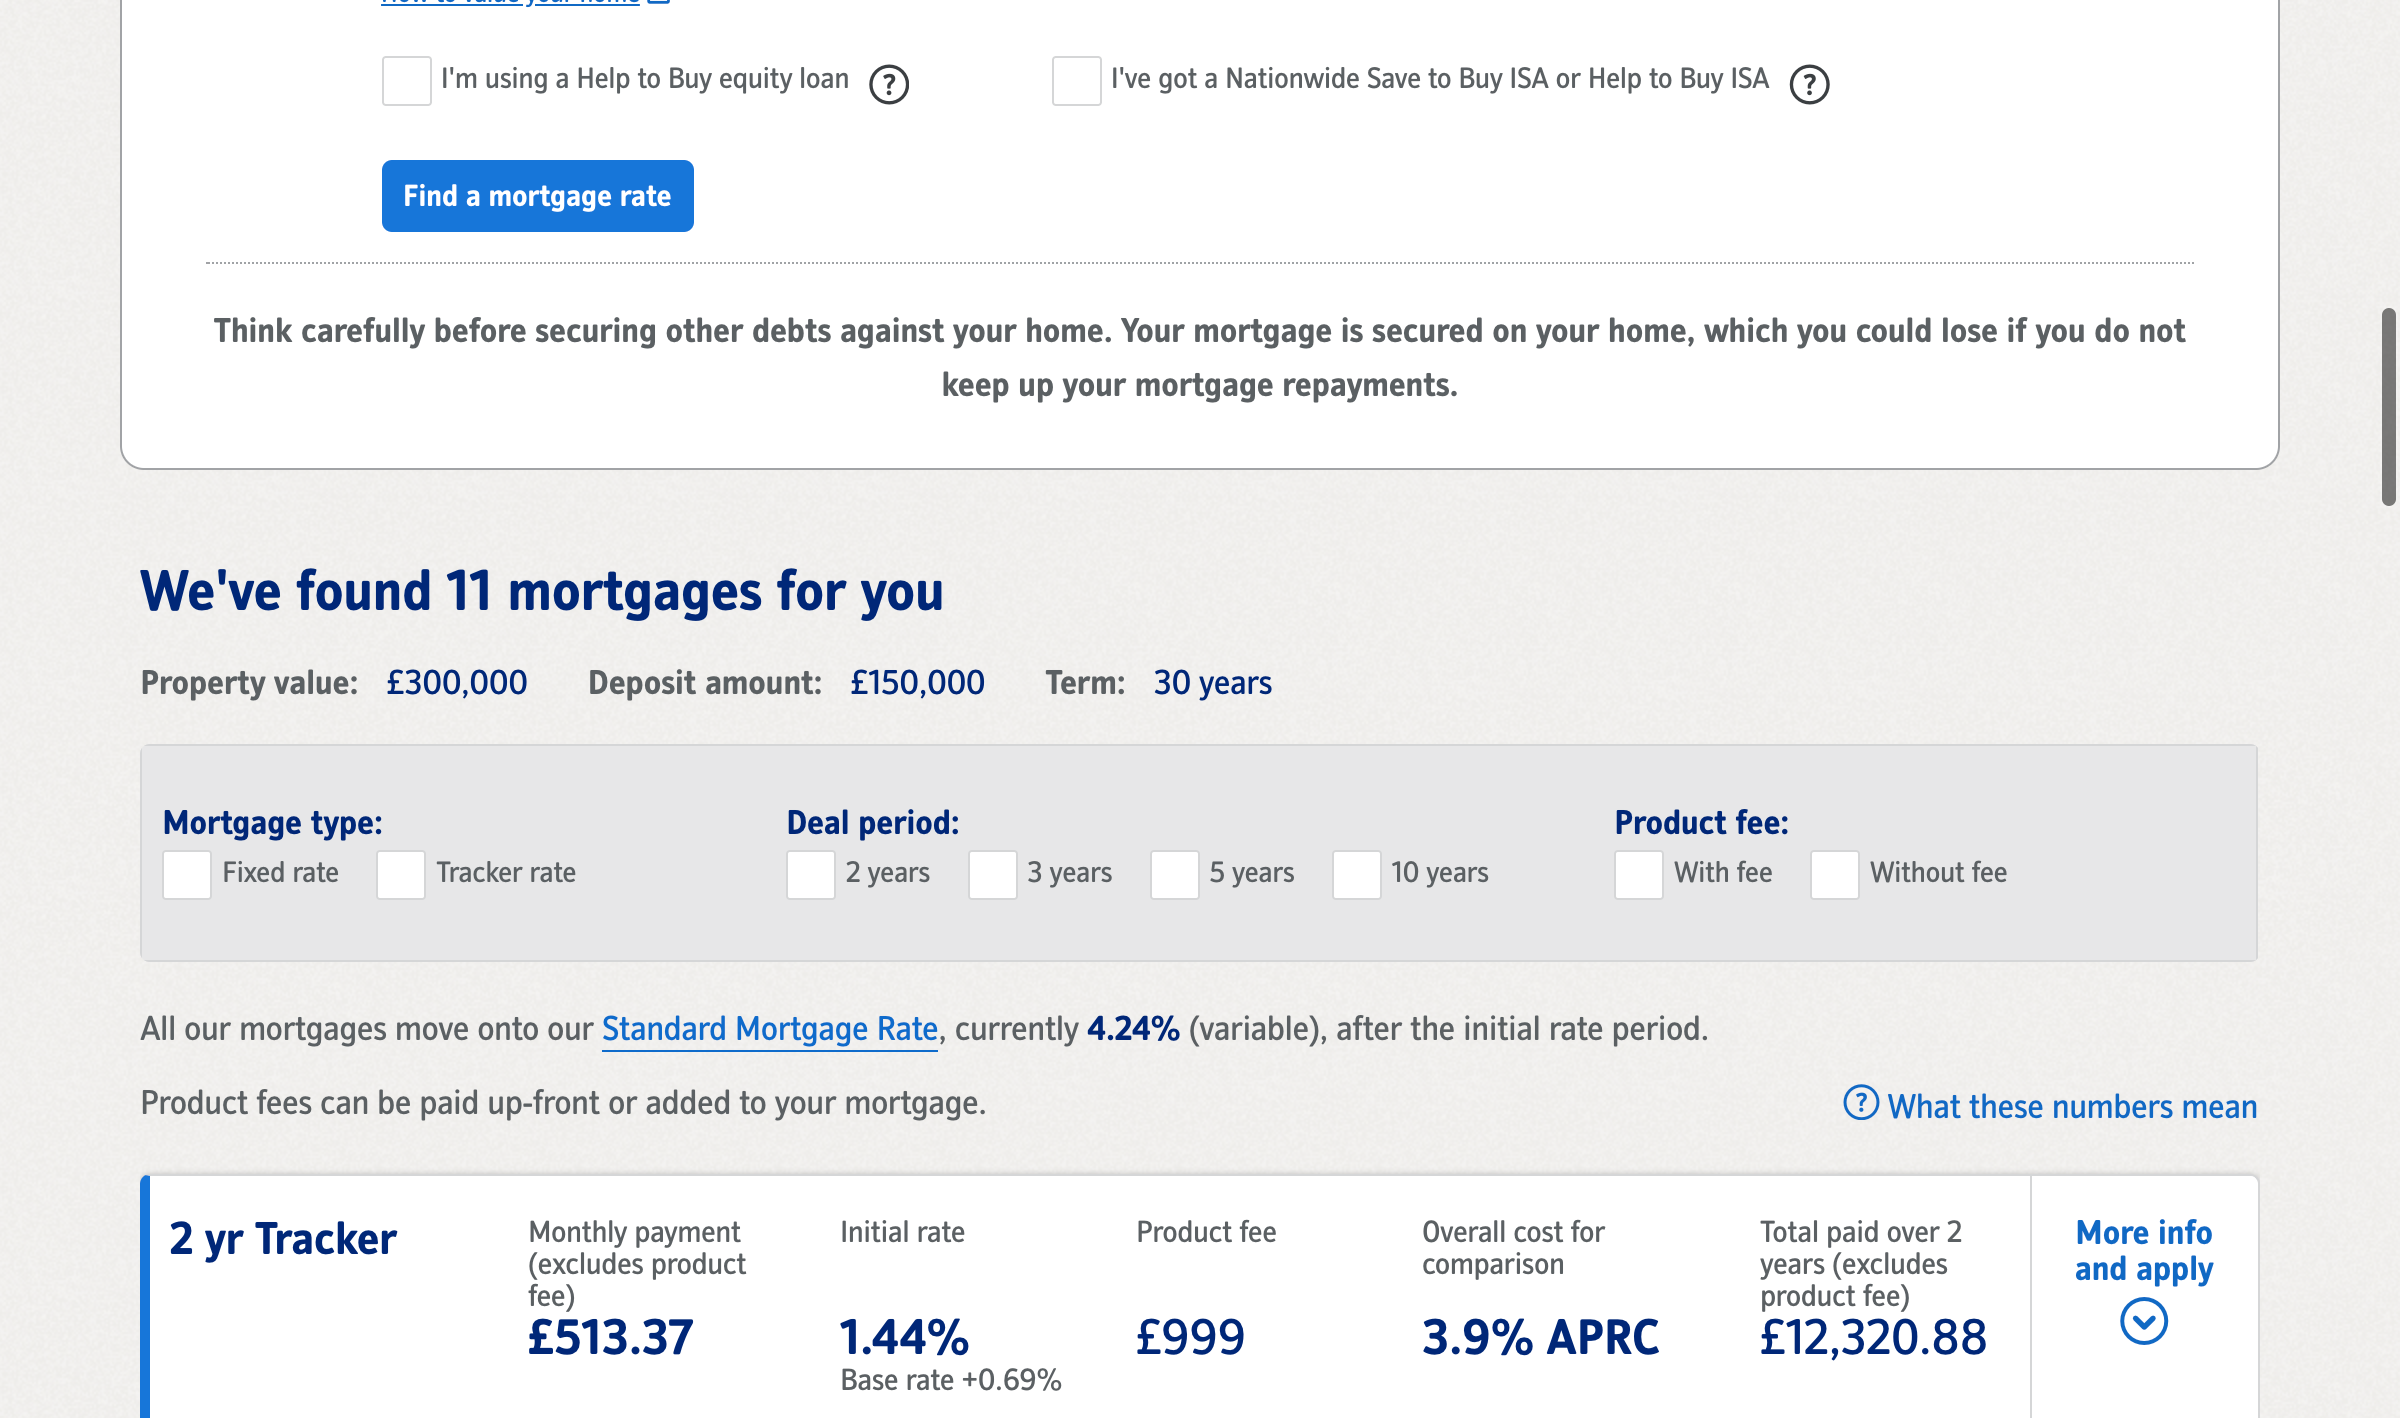 How to value your home
I'm using a Help to Buy equity loan ?
I've got a Nationwide Save to Buy ISA or Help to Buy ISA ?
Find a mortgage rate
Think carefully before securing other debts against your home. Your mortgage is secured on your home, which you could lose if you do not
keep up your mortgage repayments.
We've found 11 mortgages for you
Property value: £300,000 Deposit amount: £150,000 Term: 30 years
Mortgage type:
Fixed rate Tracker rate
Deal period:
2 years 3 years 5 years 10 years
Product fee:
With fee Without fee
All our mortgages move onto our Standard Mortgage Rate, currently 4.24% (variable), after the initial rate period.
Product fees can be paid up-front or added to your mortgage.
? What these numbers mean
2 yr Tracker
Monthly payment
(excludes product
fee)
£513.37
Initial rate
1.44%
Base rate +0.69%
Product fee
£999
Overall cost for
comparison
3.9% APRC
Total paid over 2
years (excludes
product fee)
£12,320.88
More info
and apply